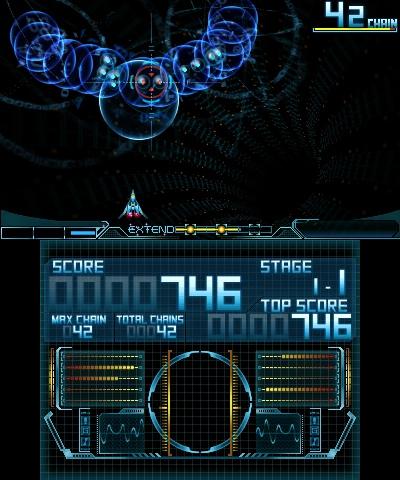 42 CHAIN
EXTEND
SCORE
0000746
STAGE
1-1
TOP SCORE
0000746
MAX CHAIN
042
TOTAL CHAINS
00042